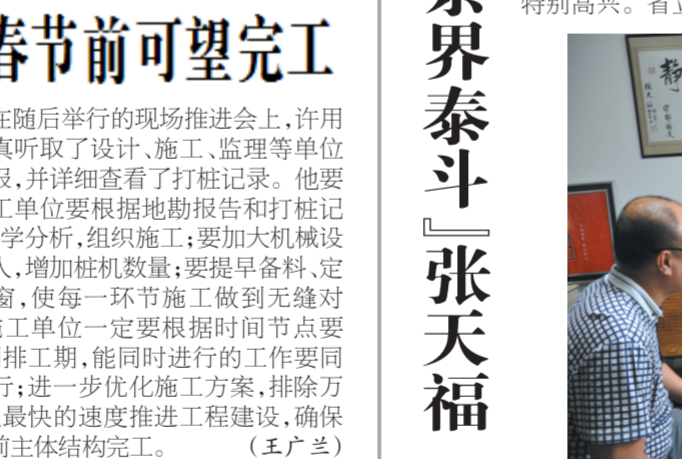 春节前可望完工
在随后举行的现场推进会上,许用
真听取了设计、施工、监理等单位
报,并详细查看了打桩记录。他要
工单位要根据地勘报告和打桩记
学分析,组织施工;要加大机械设
人,增加桩机数量;要提早备料、定
窗,使每一环节施工做到无缝对
施工单位一定要根据时间节点要
排工期,能同时进行的工作要同
行;进一步优化施工方案,排除万
最快的速度推进工程建设,确保
前主体结构完工。 (王广兰)
界泰斗』张天福
特别高兴。省立
静